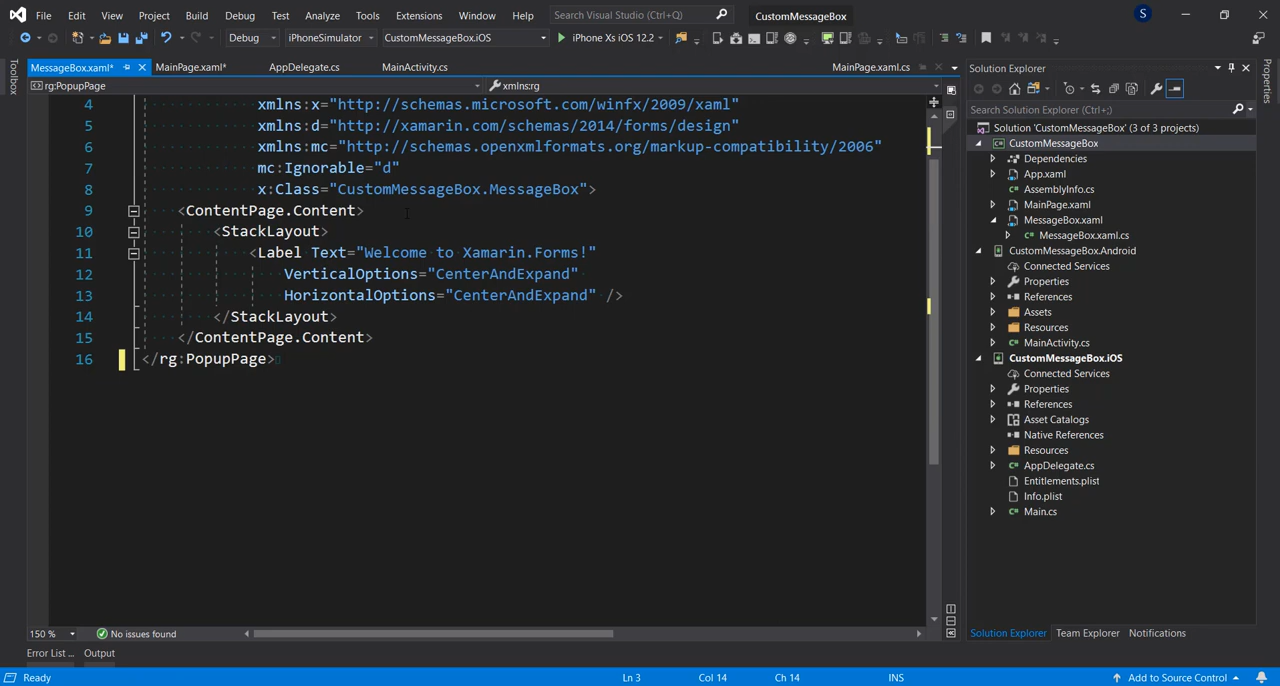 File Edit View Project Build Debug Test Analyze Tools Extensions Window Help Search Visual Studio (Ctrl+Q) CustomMessageBox S
Debug iPhoneSimulator CustomMessageBox.iOS iPhone Xs iOS 12.2
Toolbox
MessageBox.xaml* MainPage.xaml* AppDelegate.cs MainActivity.cs MainPage.xaml.cs
rg:PopupPage xmlns:rg
4 xmlns:x="http://schemas.microsoft.com/winfx/2009/xaml"
5 xmlns:d="http://xamarin.com/schemas/2014/forms/design"
6 xmlns:mc="http://schemas.openxmlformats.org/markup-compatibility/2006"
7 mc:Ignorable="d"
8 x:Class="CustomMessageBox.MessageBox">
9 <ContentPage.Content>
10 <StackLayout>
11 <Label Text="Welcome to Xamarin.Forms!"
12 VerticalOptions="CenterAndExpand"
13 HorizontalOptions="CenterAndExpand" />
14 </StackLayout>
15 </ContentPage.Content>
16 </rg:PopupPage>
150 % No issues found
Solution Explorer
Search Solution Explorer (Ctrl+;)
Solution 'CustomMessageBox' (3 of 3 projects)
CustomMessageBox
Dependencies
App.xaml
AssemblyInfo.cs
MainPage.xaml
MessageBox.xaml
MessageBox.xaml.cs
CustomMessageBox.Android
Connected Services
Properties
References
Assets
Resources
MainActivity.cs
CustomMessageBox.iOS
Connected Services
Properties
References
Asset Catalogs
Native References
Resources
AppDelegate.cs
Entitlements.plist
Info.plist
Main.cs
Solution Explorer Team Explorer Notifications
Properties
Error List ... Output
Ready Ln 3 Col 14 Ch 14 INS Add to Source Control